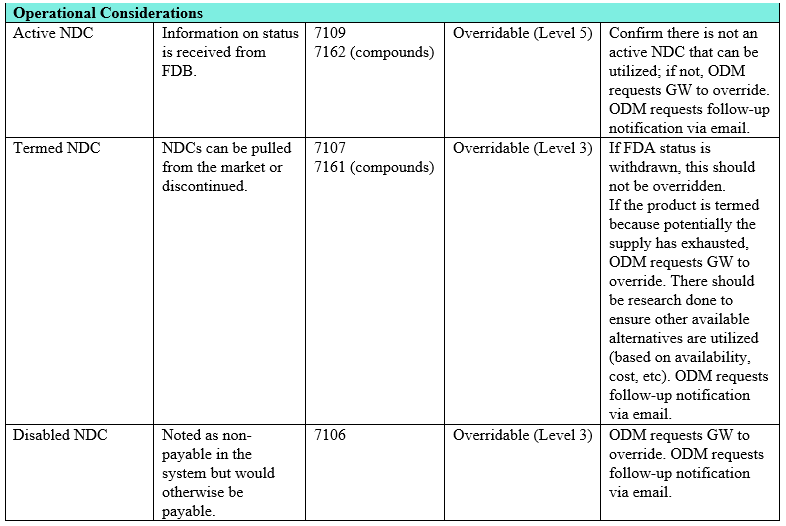 Operational Considerations
Active NDC
Information on status
is received from
FDB.
7109
7162 (compounds)
Overridable (Level 5)
Confirm there is not an
active NDC that can be
utilized; if not, ODM
requests GW to override.
ODM requests follow-up
notification via email.
Termed NDC
NDCs can be pulled
from the market or
discontinued.
7107
7161 (compounds)
Overridable (Level 3)
If FDA status is
withdrawn, this should
not be overridden.
If the product is termed
because potentially the
supply has exhausted,
ODM requests GW to
override. There should
be research done to
ensure other available
alternatives are utilized
(based on availability,
cost, etc). ODM requests
follow-up notification
via email.
Disabled NDC
Noted as non-
payable in the
system but would
otherwise be
payable.
7106
Overridable (Level 3)
ODM requests GW to
override. ODM requests
follow-up notification
via email.